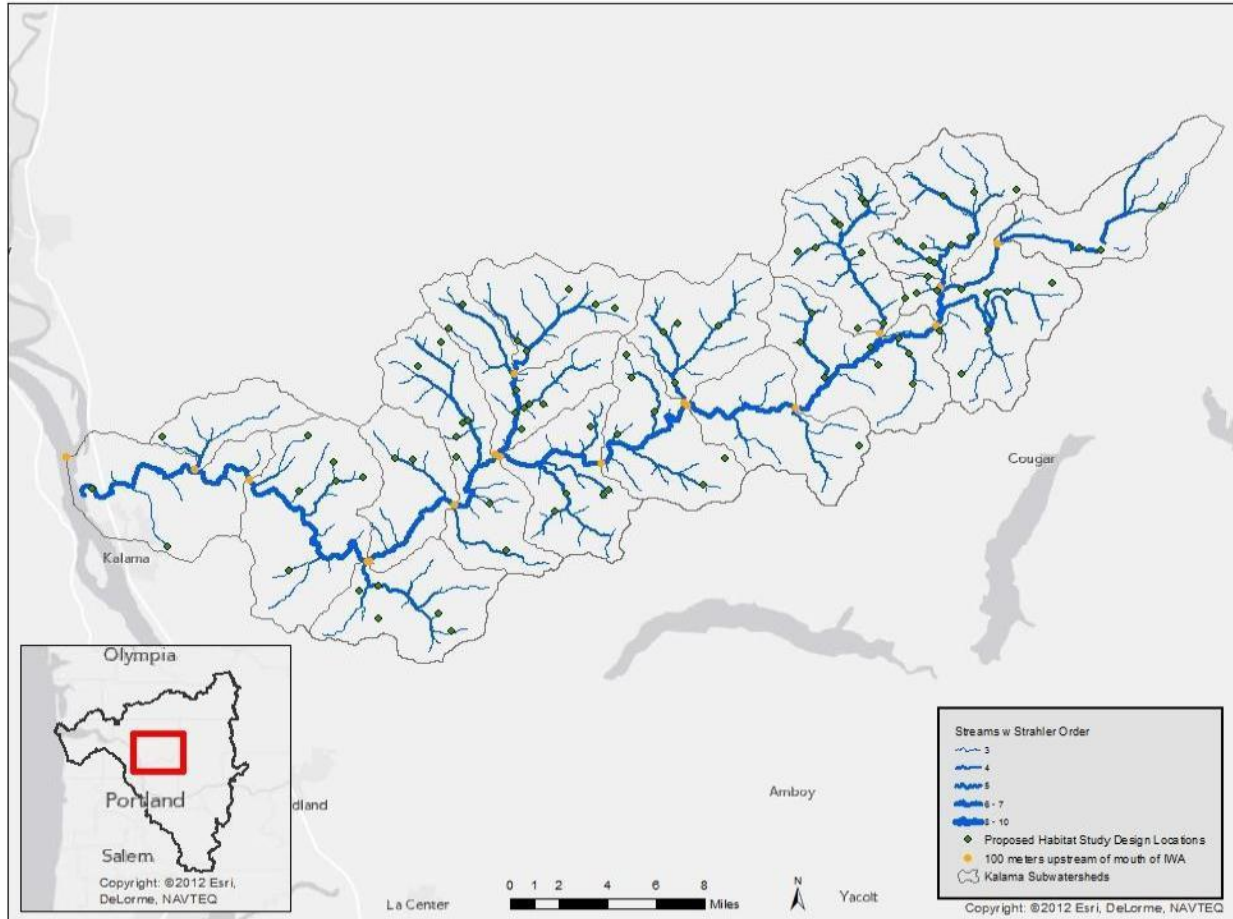 Cougar
Kalama
Olympia
Portland
Salem
Copyright: ©2012 Esri,
DeLorme, NAVTEQ
dland
La Center
Amboy
Yacolt
0 1 2 4 6 8
Miles
N
Streams w Strahler Order
3
4
5
6 - 7
8 - 10
Proposed Habitat Study Design Locations
100 meters upstream of mouth of IWA
Kalama Subwatersheds
Copyright: ©2012 Esri, DeLorme, NAVTEQ